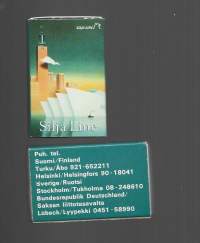 Silja Line
Puh. tel.
Suomi/Finland
Turku/Åbo 921-652211
Helsinki/Helsingfors 90-18041
Sverige/Ruotsi
Stockholm/Tukholma 08-248610
Bundesrepublik Deutschland/
Saksan liittotasavalta
Lübeck/Lyypekki 0451-58990